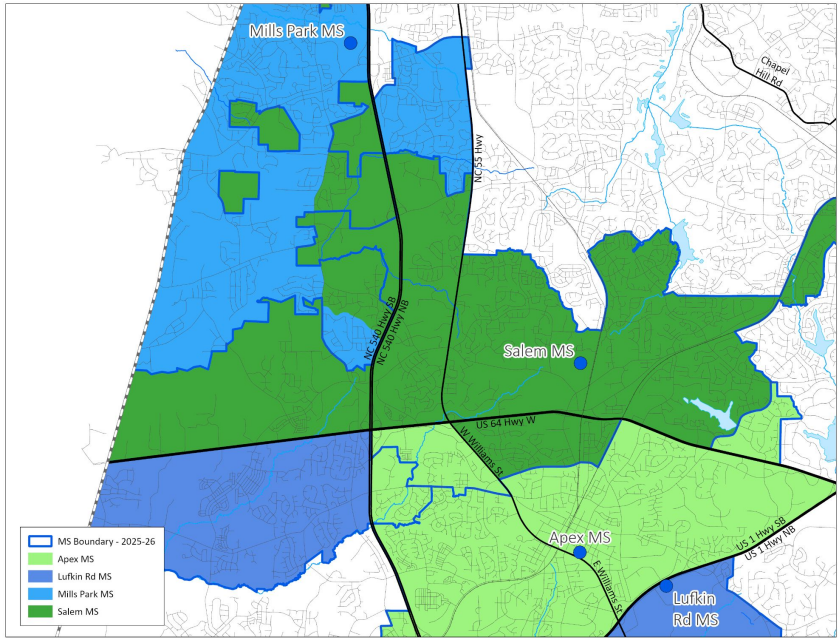 Mills Park MS
Chapel
Hill Rd
NC 55 Hwy
NC 540 Hwy SB
NC 540 Hwy NB
Salem MS
US 64 Hwy W
W Williams St
Apex MS
US 1 Hwy SB
US 1 Hwy NB
E Williams St
Lufkin
Rd MS
MS Boundary - 2025-26
Apex MS
Lufkin Rd MS
Mills Park MS
Salem MS